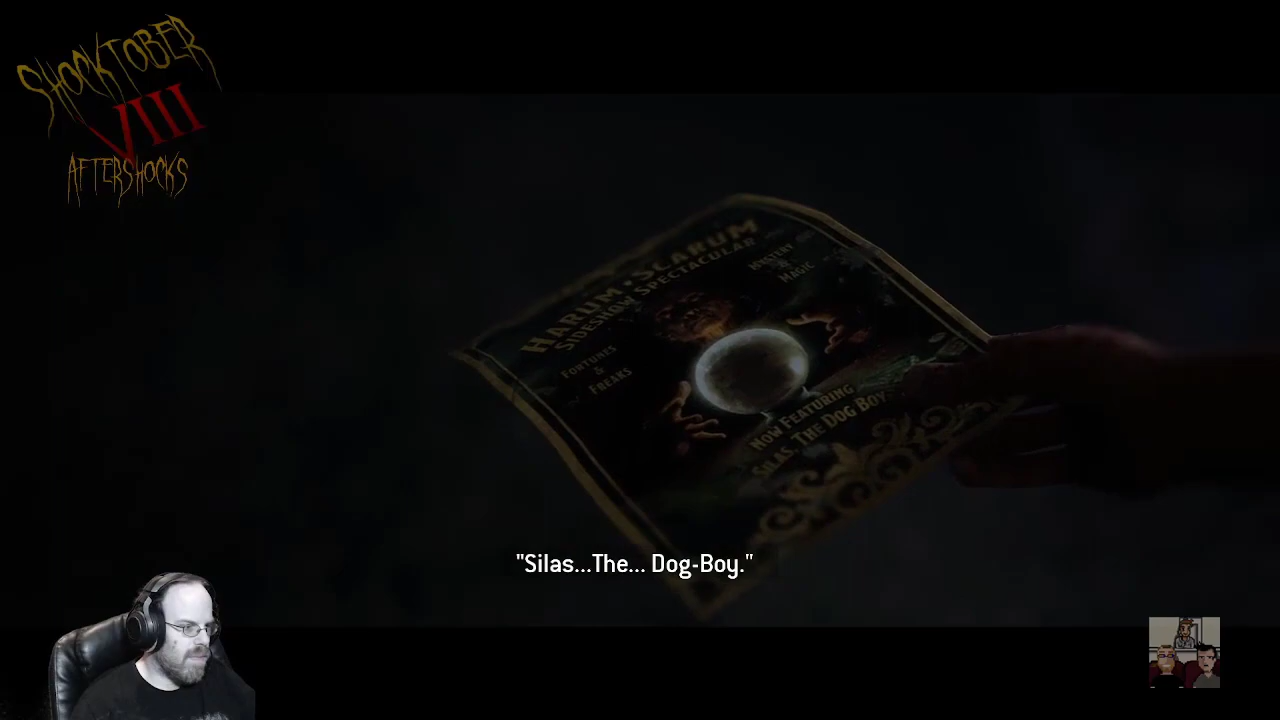 SHOCKTOBER
VIII
AFTERSHOCKS
HARUM • SCARUM
SIDESHOW SPECTACULAR
MYSTERY
&
MAGIC
FORTUNES
&
FREAKS
NOW FEATURING
SILAS, THE DOG BOY
"Silas...The... Dog-Boy."